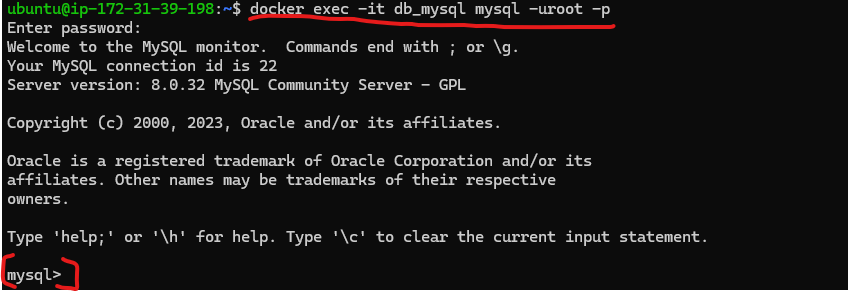 ubuntu@ip-172-31-39-198:~$ docker exec -it db_mysql mysql -uroot -p
Enter password:
Welcome to the MySQL monitor.  Commands end with ; or \g.
Your MySQL connection id is 22
Server version: 8.0.32 MySQL Community Server - GPL

Copyright (c) 2000, 2023, Oracle and/or its affiliates.

Oracle is a registered trademark of Oracle Corporation and/or its
affiliates. Other names may be trademarks of their respective
owners.

Type 'help;' or '\h' for help. Type '\c' to clear the current input statement.

mysql>